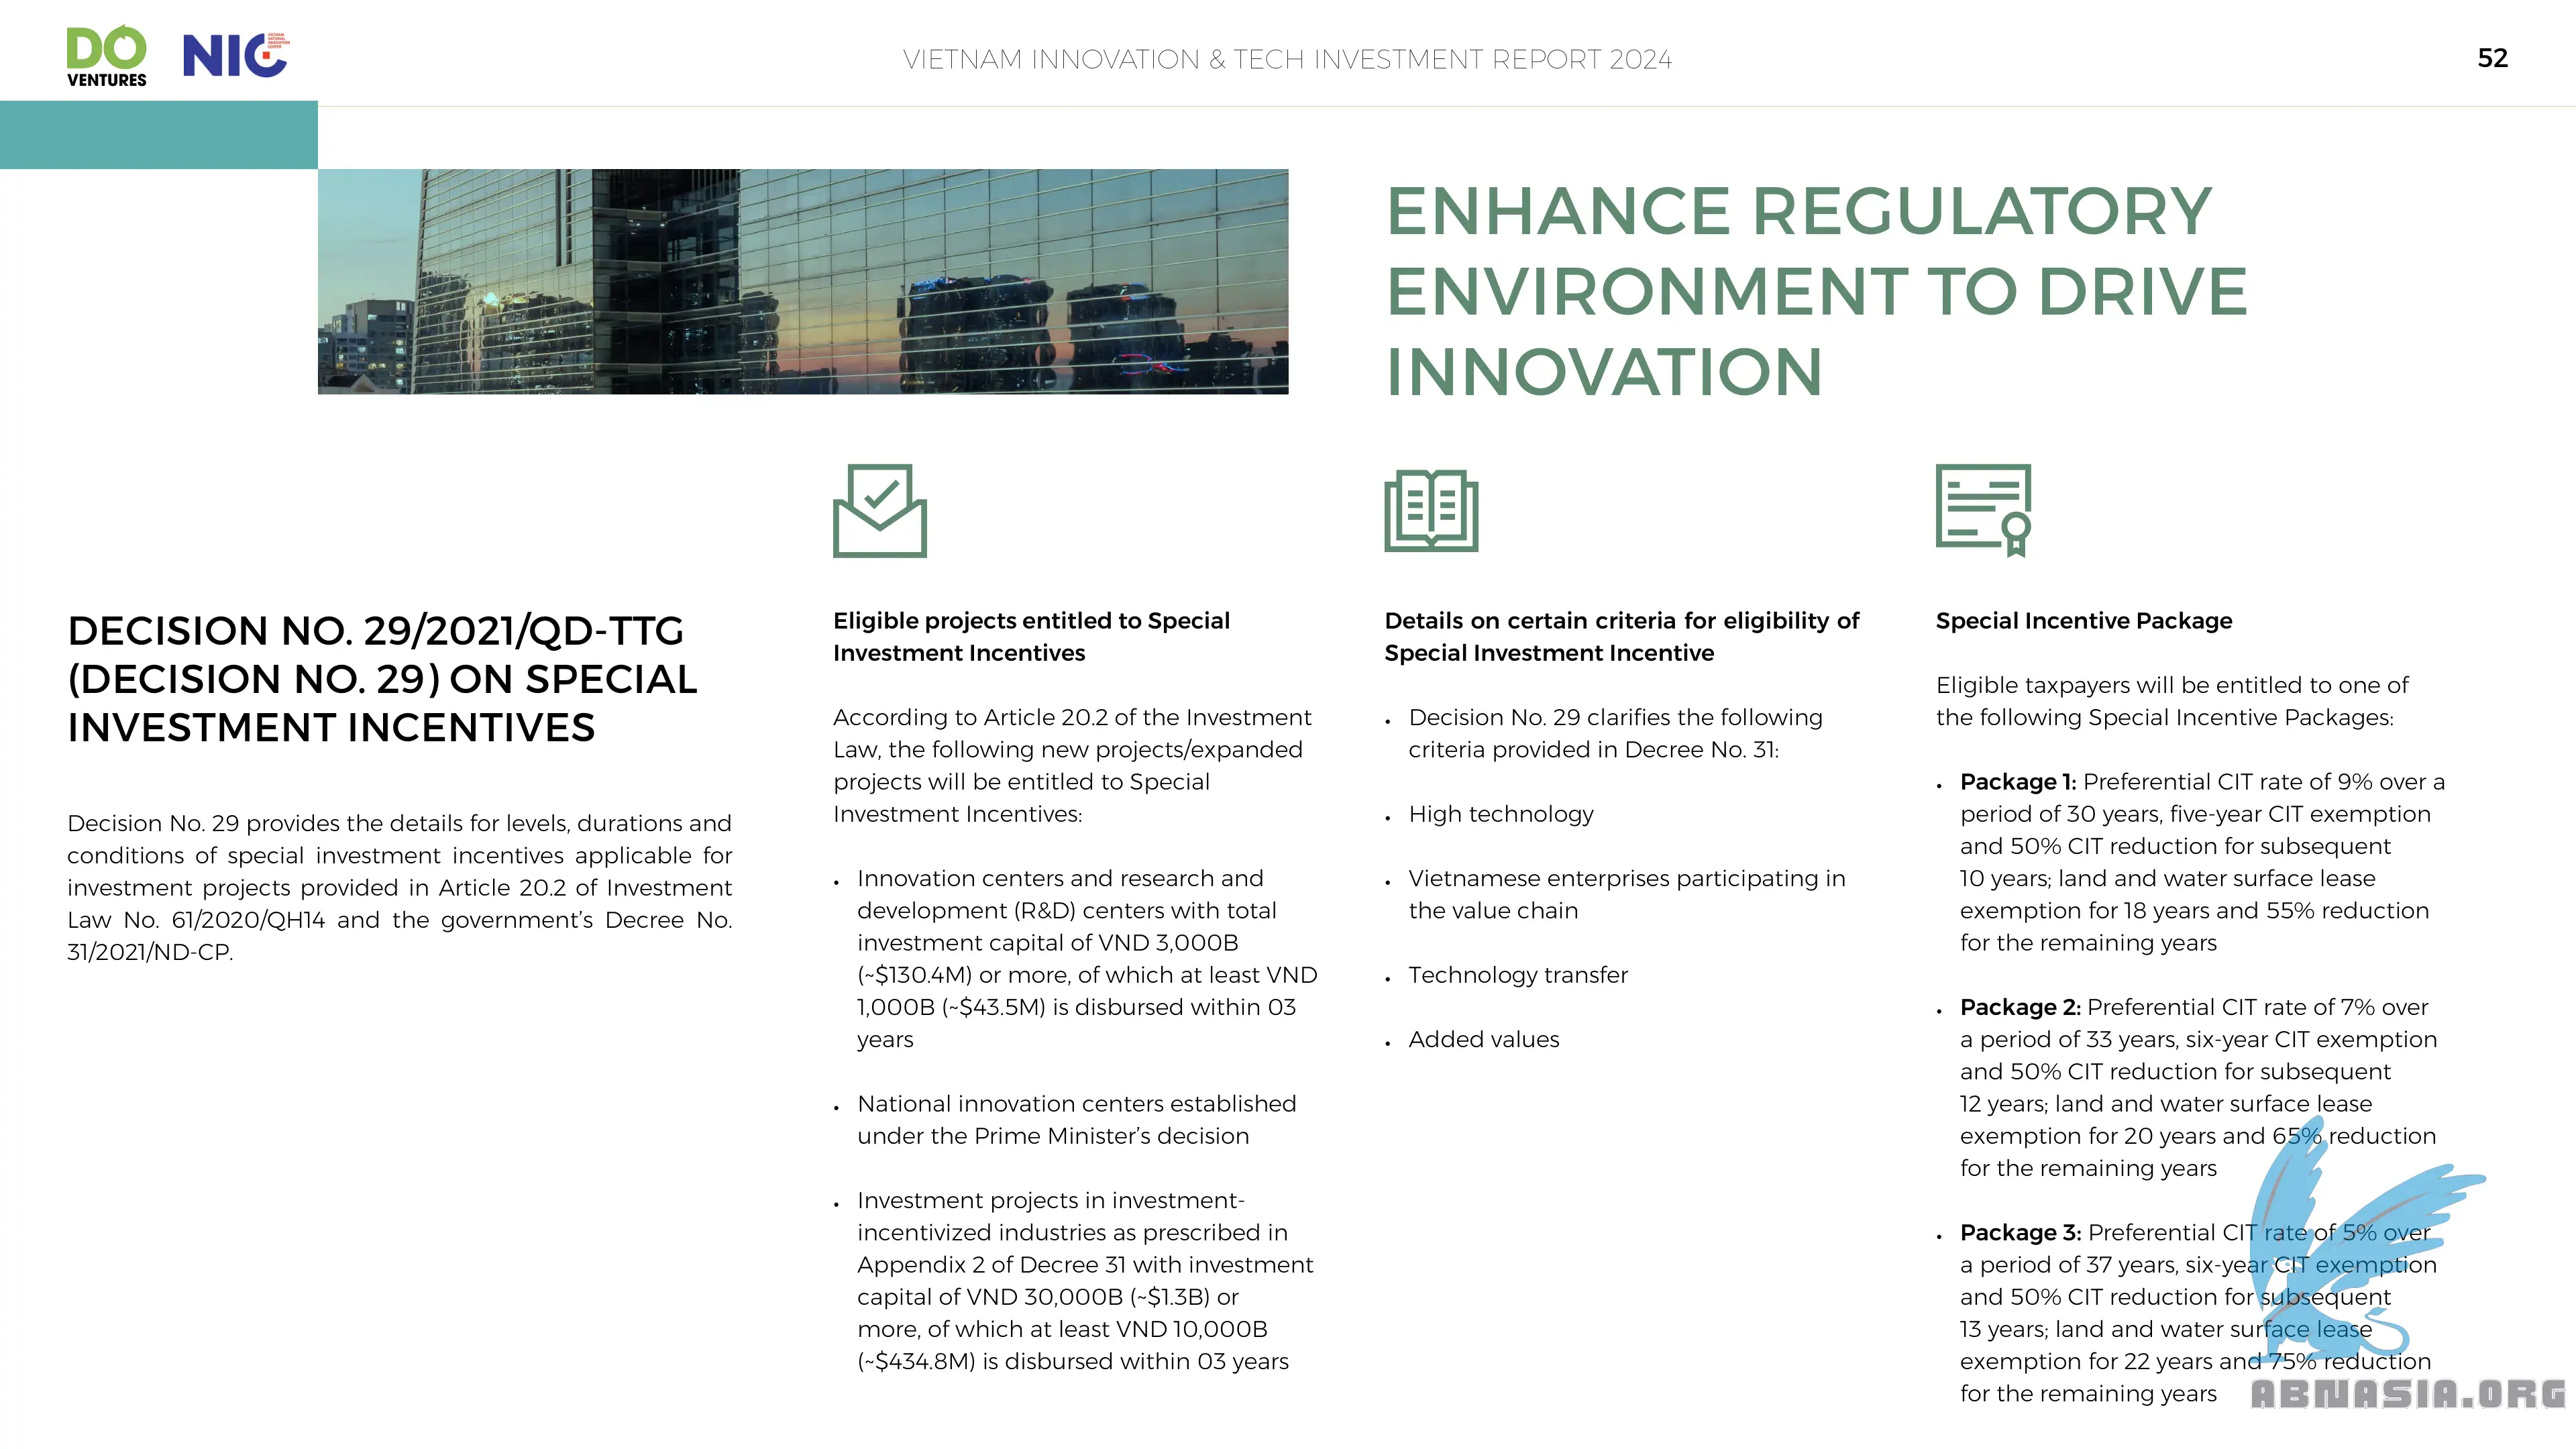 DO
VENTURES
NIC
VIETNAM
NATIONAL
INNOVATION
CENTER
VIETNAM INNOVATION & TECH INVESTMENT REPORT 2024
52
ENHANCE REGULATORY
ENVIRONMENT TO DRIVE
INNOVATION
DECISION NO. 29/2021/QD-TTG
(DECISION NO. 29) ON SPECIAL
INVESTMENT INCENTIVES
Decision No. 29 provides the details for levels, durations and
conditions of special investment incentives applicable for
investment projects provided in Article 20.2 of Investment
Law No. 61/2020/QH14 and the government’s Decree No.
31/2021/ND-CP.
Eligible projects entitled to Special
Investment Incentives
According to Article 20.2 of the Investment
Law, the following new projects/expanded
projects will be entitled to Special
Investment Incentives:
• Innovation centers and research and
development (R&D) centers with total
investment capital of VND 3,000B
(~$130.4M) or more, of which at least VND
1,000B (~$43.5M) is disbursed within 03
years
• National innovation centers established
under the Prime Minister’s decision
• Investment projects in investment-
incentivized industries as prescribed in
Appendix 2 of Decree 31 with investment
capital of VND 30,000B (~$1.3B) or
more, of which at least VND 10,000B
(~$434.8M) is disbursed within 03 years
Details on certain criteria for eligibility of
Special Investment Incentive
• Decision No. 29 clarifies the following
criteria provided in Decree No. 31:
• High technology
• Vietnamese enterprises participating in
the value chain
• Technology transfer
• Added values
Special Incentive Package
Eligible taxpayers will be entitled to one of
the following Special Incentive Packages:
• Package 1: Preferential CIT rate of 9% over a
period of 30 years, five-year CIT exemption
and 50% CIT reduction for subsequent
10 years; land and water surface lease
exemption for 18 years and 55% reduction
for the remaining years
• Package 2: Preferential CIT rate of 7% over
a period of 33 years, six-year CIT exemption
and 50% CIT reduction for subsequent
12 years; land and water surface lease
exemption for 20 years and 65% reduction
for the remaining years
• Package 3: Preferential CIT rate of 5% over
a period of 37 years, six-year CIT exemption
and 50% CIT reduction for subsequent
13 years; land and water surface lease
exemption for 22 years and 75% reduction
for the remaining years
ABNASIA.ORG